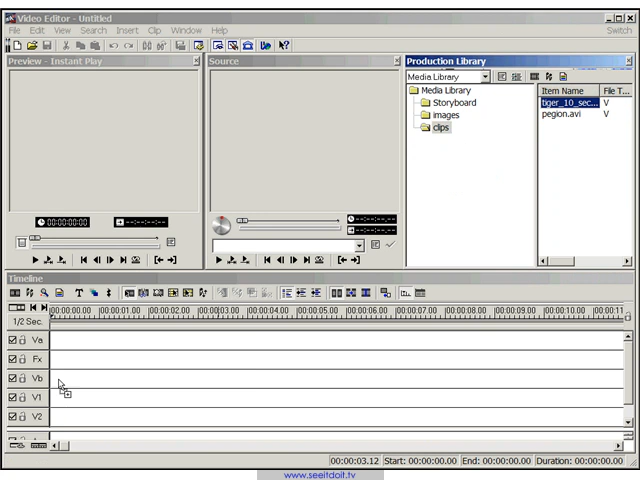 Video Editor - Untitled
File Edit View Search Insert Clip Window Help
Switch
Preview - Instant Play
Source
Production Library
Media Library
Media Library
Storyboard
images
clips
Item Name File T...
tiger_10_sec... V
pegion.avi V
00:00:00:00
--:--:--.--
--:--:--.--
--:--:--.--
Timeline
00:00:00.00 00:00:01.00 00:00:02.00 00:00:03.00 00:00:04.00 00:00:05.00 00:00:06.00 00:00:07.00 00:00:08.00 00:00:09.00 00:00:10.00 00:00:11
1/2 Sec.
Va
Fx
Vb
V1
V2
00:00:03.12 Start: 00:00:00.00 End: 00:00:00.00 Duration: 00:00:00.00
www.seeitdoit.tv